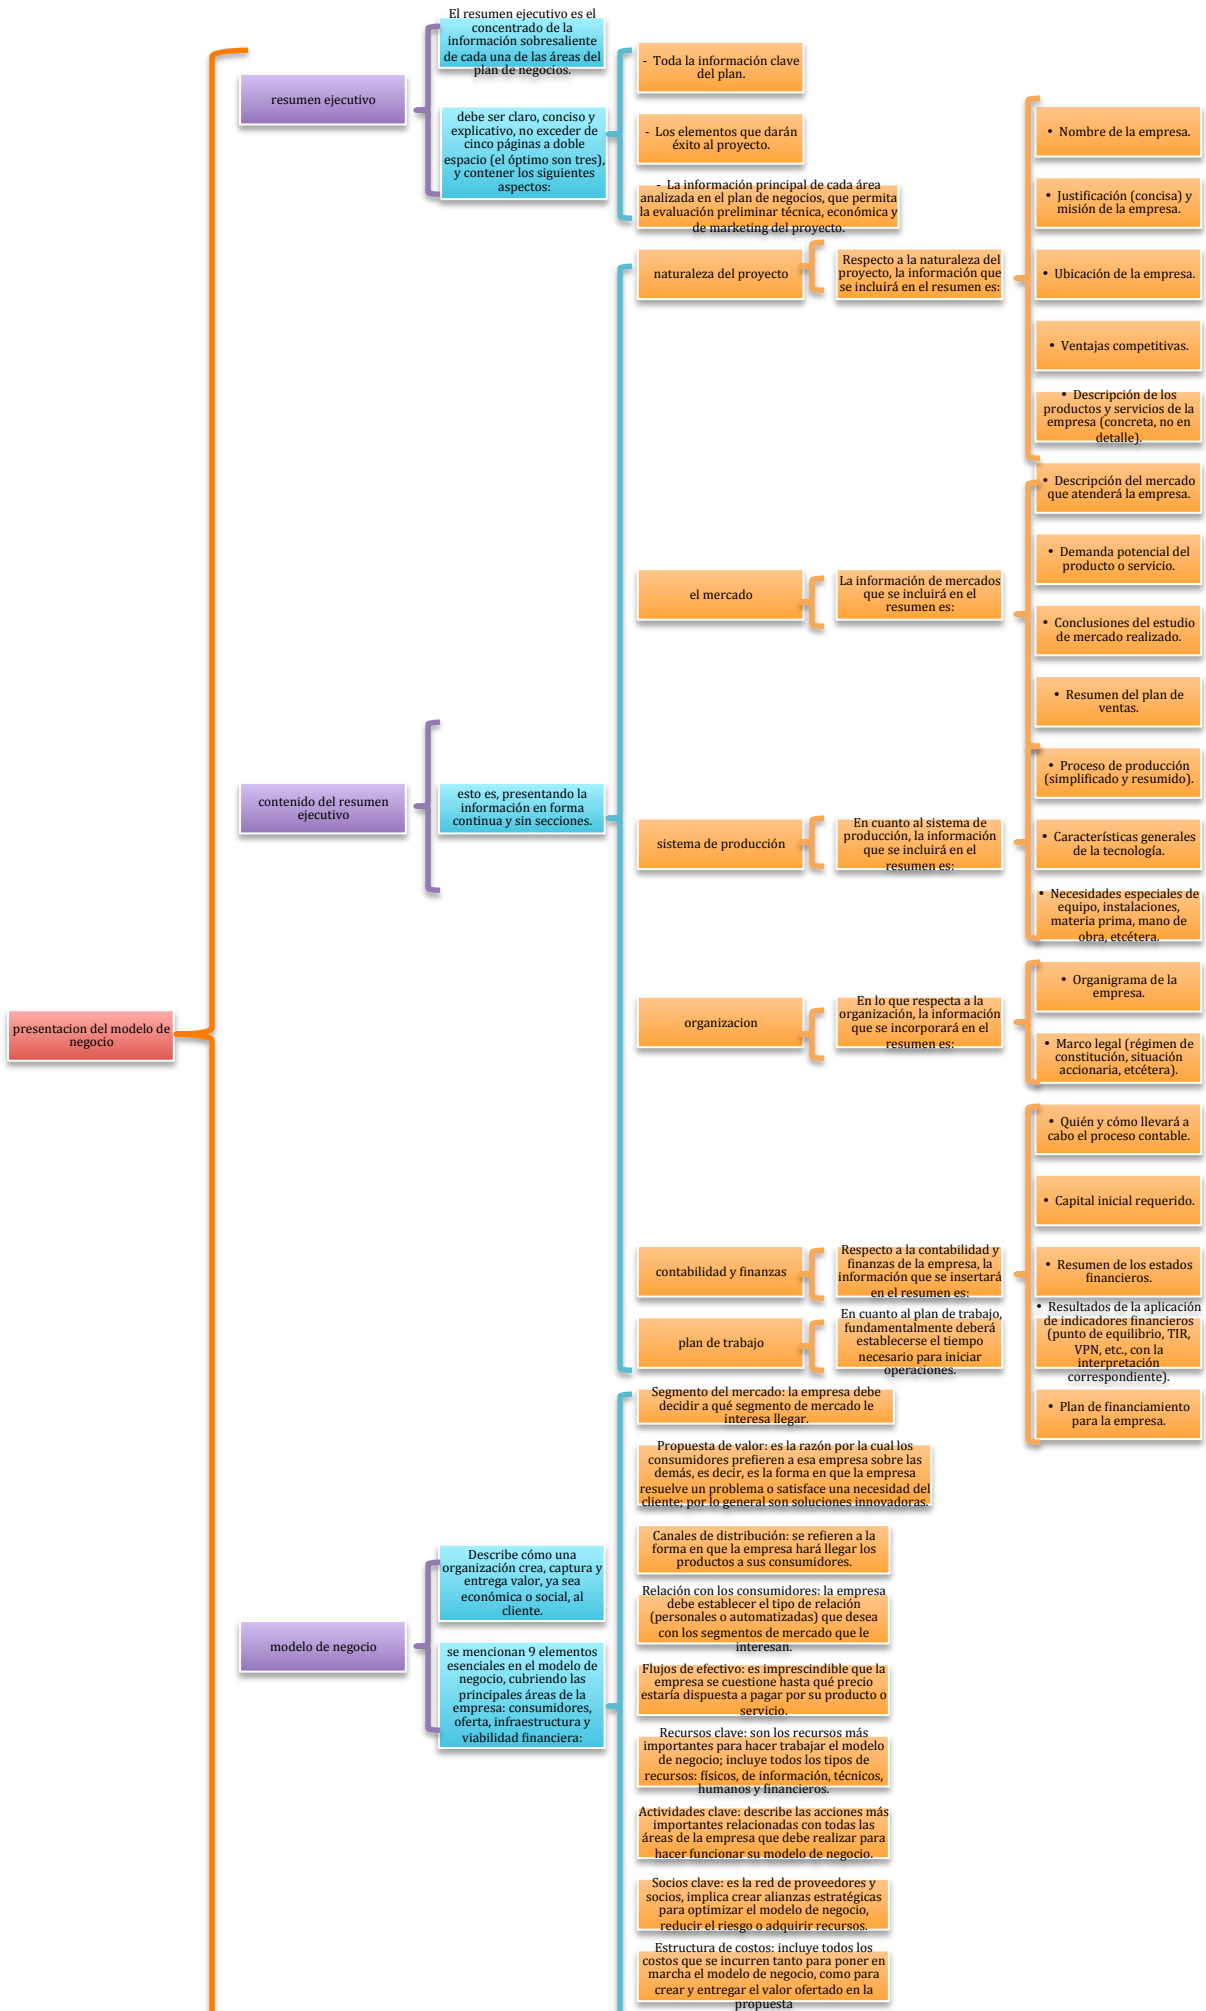 presentacion del modelo de
negocio
resumen ejecutivo
El resumen ejecutivo es el
concentrado de la
información sobresaliente
de cada una de las áreas del
plan de negocios.
debe ser claro, conciso y
explicativo, no exceder de
cinco páginas a doble
espacio (el óptimo son tres),
y contener los siguientes
aspectos:
- Toda la información clave
del plan.
- Los elementos que darán
éxito al proyecto.
- La información principal de cada área
analizada en el plan de negocios, que permita
la evaluación preliminar técnica, económica y
de marketing del proyecto.
contenido del resumen
ejecutivo
esto es, presentando la
información en forma
continua y sin secciones.
naturaleza del proyecto
Respecto a la naturaleza del
proyecto, la información que
se incluirá en el resumen es:
• Nombre de la empresa.
• Justificación (concisa) y
misión de la empresa.
• Ubicación de la empresa.
• Ventajas competitivas.
• Descripción de los
productos y servicios de la
empresa (concreta, no en
detalle).
el mercado
La información de mercados
que se incluirá en el
resumen es:
• Descripción del mercado
que atenderá la empresa.
• Demanda potencial del
producto o servicio.
• Conclusiones del estudio
de mercado realizado.
• Resumen del plan de
ventas.
sistema de producción
En cuanto al sistema de
producción, la información
que se incluirá en el
resumen es:
• Proceso de producción
(simplificado y resumido).
• Características generales
de la tecnología.
• Necesidades especiales de
equipo, instalaciones,
materia prima, mano de
obra, etcétera.
organizacion
En lo que respecta a la
organización, la información
que se incorporará en el
resumen es:
• Organigrama de la
empresa.
• Marco legal (régimen de
constitución, situación
accionaria, etcétera).
contabilidad y finanzas
Respecto a la contabilidad y
finanzas de la empresa, la
información que se insertará
en el resumen es:
• Quién y cómo llevará a
cabo el proceso contable.
• Capital inicial requerido.
• Resumen de los estados
financieros.
• Resultados de la aplicación
de indicadores financieros
(punto de equilibrio, TIR,
VPN, etc., con la
interpretación
correspondiente).
• Plan de financiamiento
para la empresa.
plan de trabajo
En cuanto al plan de trabajo,
fundamentalmente deberá
establecerse el tiempo
necesario para iniciar
operaciones.
modelo de negocio
Describe cómo una
organización crea, captura y
entrega valor, ya sea
económica o social, al
cliente.
se mencionan 9 elementos
esenciales en el modelo de
negocio, cubriendo las
principales áreas de la
empresa: consumidores,
oferta, infraestructura y
viabilidad financiera:
Segmento del mercado: la empresa debe
decidir a qué segmento de mercado le
interesa llegar.
Propuesta de valor: es la razón por la cual los
consumidores prefieren a esa empresa sobre las
demás, es decir, es la forma en que la empresa
resuelve un problema o satisface una necesidad del
cliente; por lo general son soluciones innovadoras.
Canales de distribución: se refieren a la
forma en que la empresa hará llegar los
productos a sus consumidores.
Relación con los consumidores: la empresa
debe establecer el tipo de relación
(personales o automatizadas) que desea
con los segmentos de mercado que le
interesan.
Flujos de efectivo: es imprescindible que la
empresa se cuestione hasta qué precio
estaría dispuesta a pagar por su producto o
servicio.
Recursos clave: son los recursos más
importantes para hacer trabajar el modelo
de negocio; incluye todos los tipos de
recursos: físicos, de información, técnicos,
humanos y financieros.
Actividades clave: describe las acciones más
importantes relacionadas con todas las
áreas de la empresa que debe realizar para
hacer funcionar su modelo de negocio.
Socios clave: es la red de proveedores y
socios, implica crear alianzas estratégicas
para optimizar el modelo de negocio,
reducir el riesgo o adquirir recursos.
Estructura de costos: incluye todos los
costos que se incurren tanto para poner en
marcha el modelo de negocio, como para
crear y entregar el valor ofertado en la
propuesta